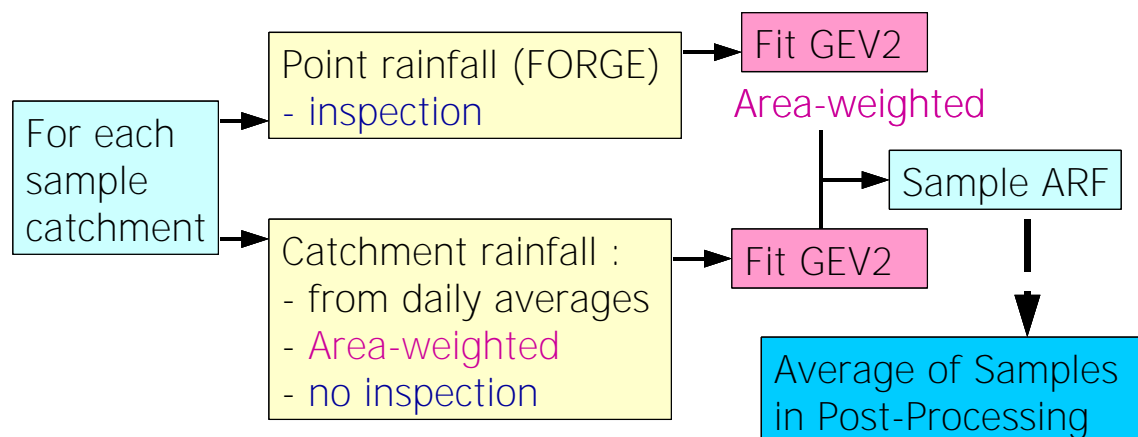 For each
sample
catchment
Point rainfall (FORGE)
- inspection
Fit GEV2
Area-weighted
Catchment rainfall :
- from daily averages
- Area-weighted
- no inspection
Fit GEV2
Sample ARF
Average of Samples
in Post-Processing